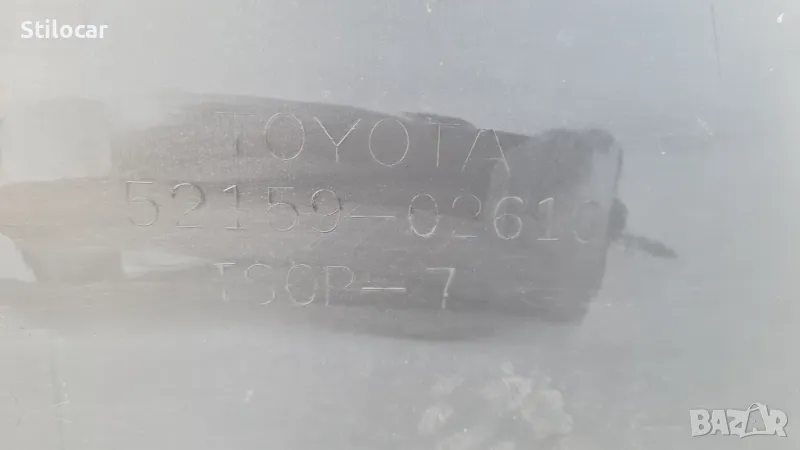 Stilocar
TOYOTA
52159-02610
TSOP-7
BAZAR